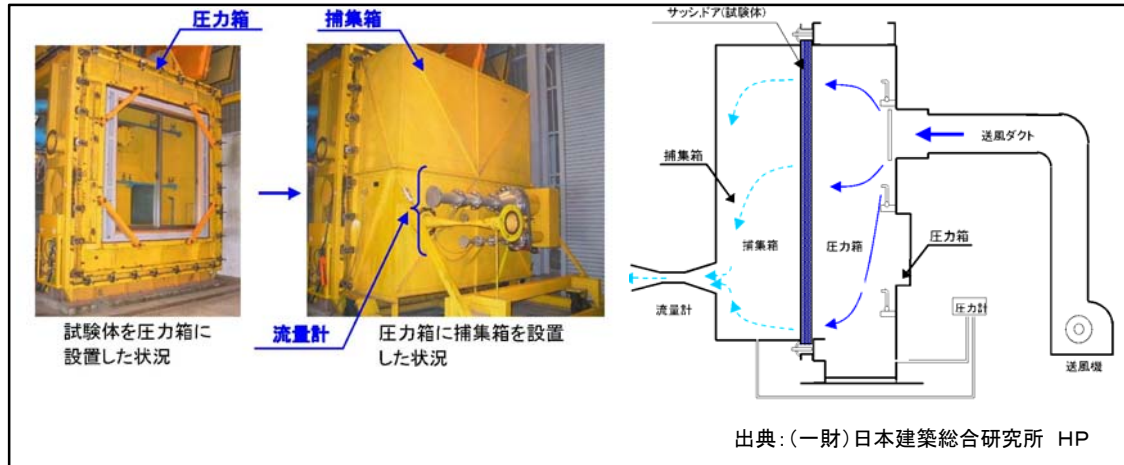 圧力箱
捕集箱
試験体を圧力箱に
設置した状況
流量計
圧力箱に捕集箱を設置
した状況
サッシ,ドア(試験体)
捕集箱
送風ダクト
捕集箱
圧力箱
圧力箱
流量計
圧力計
送風機
出典:(一財)日本建築総合研究所 HP